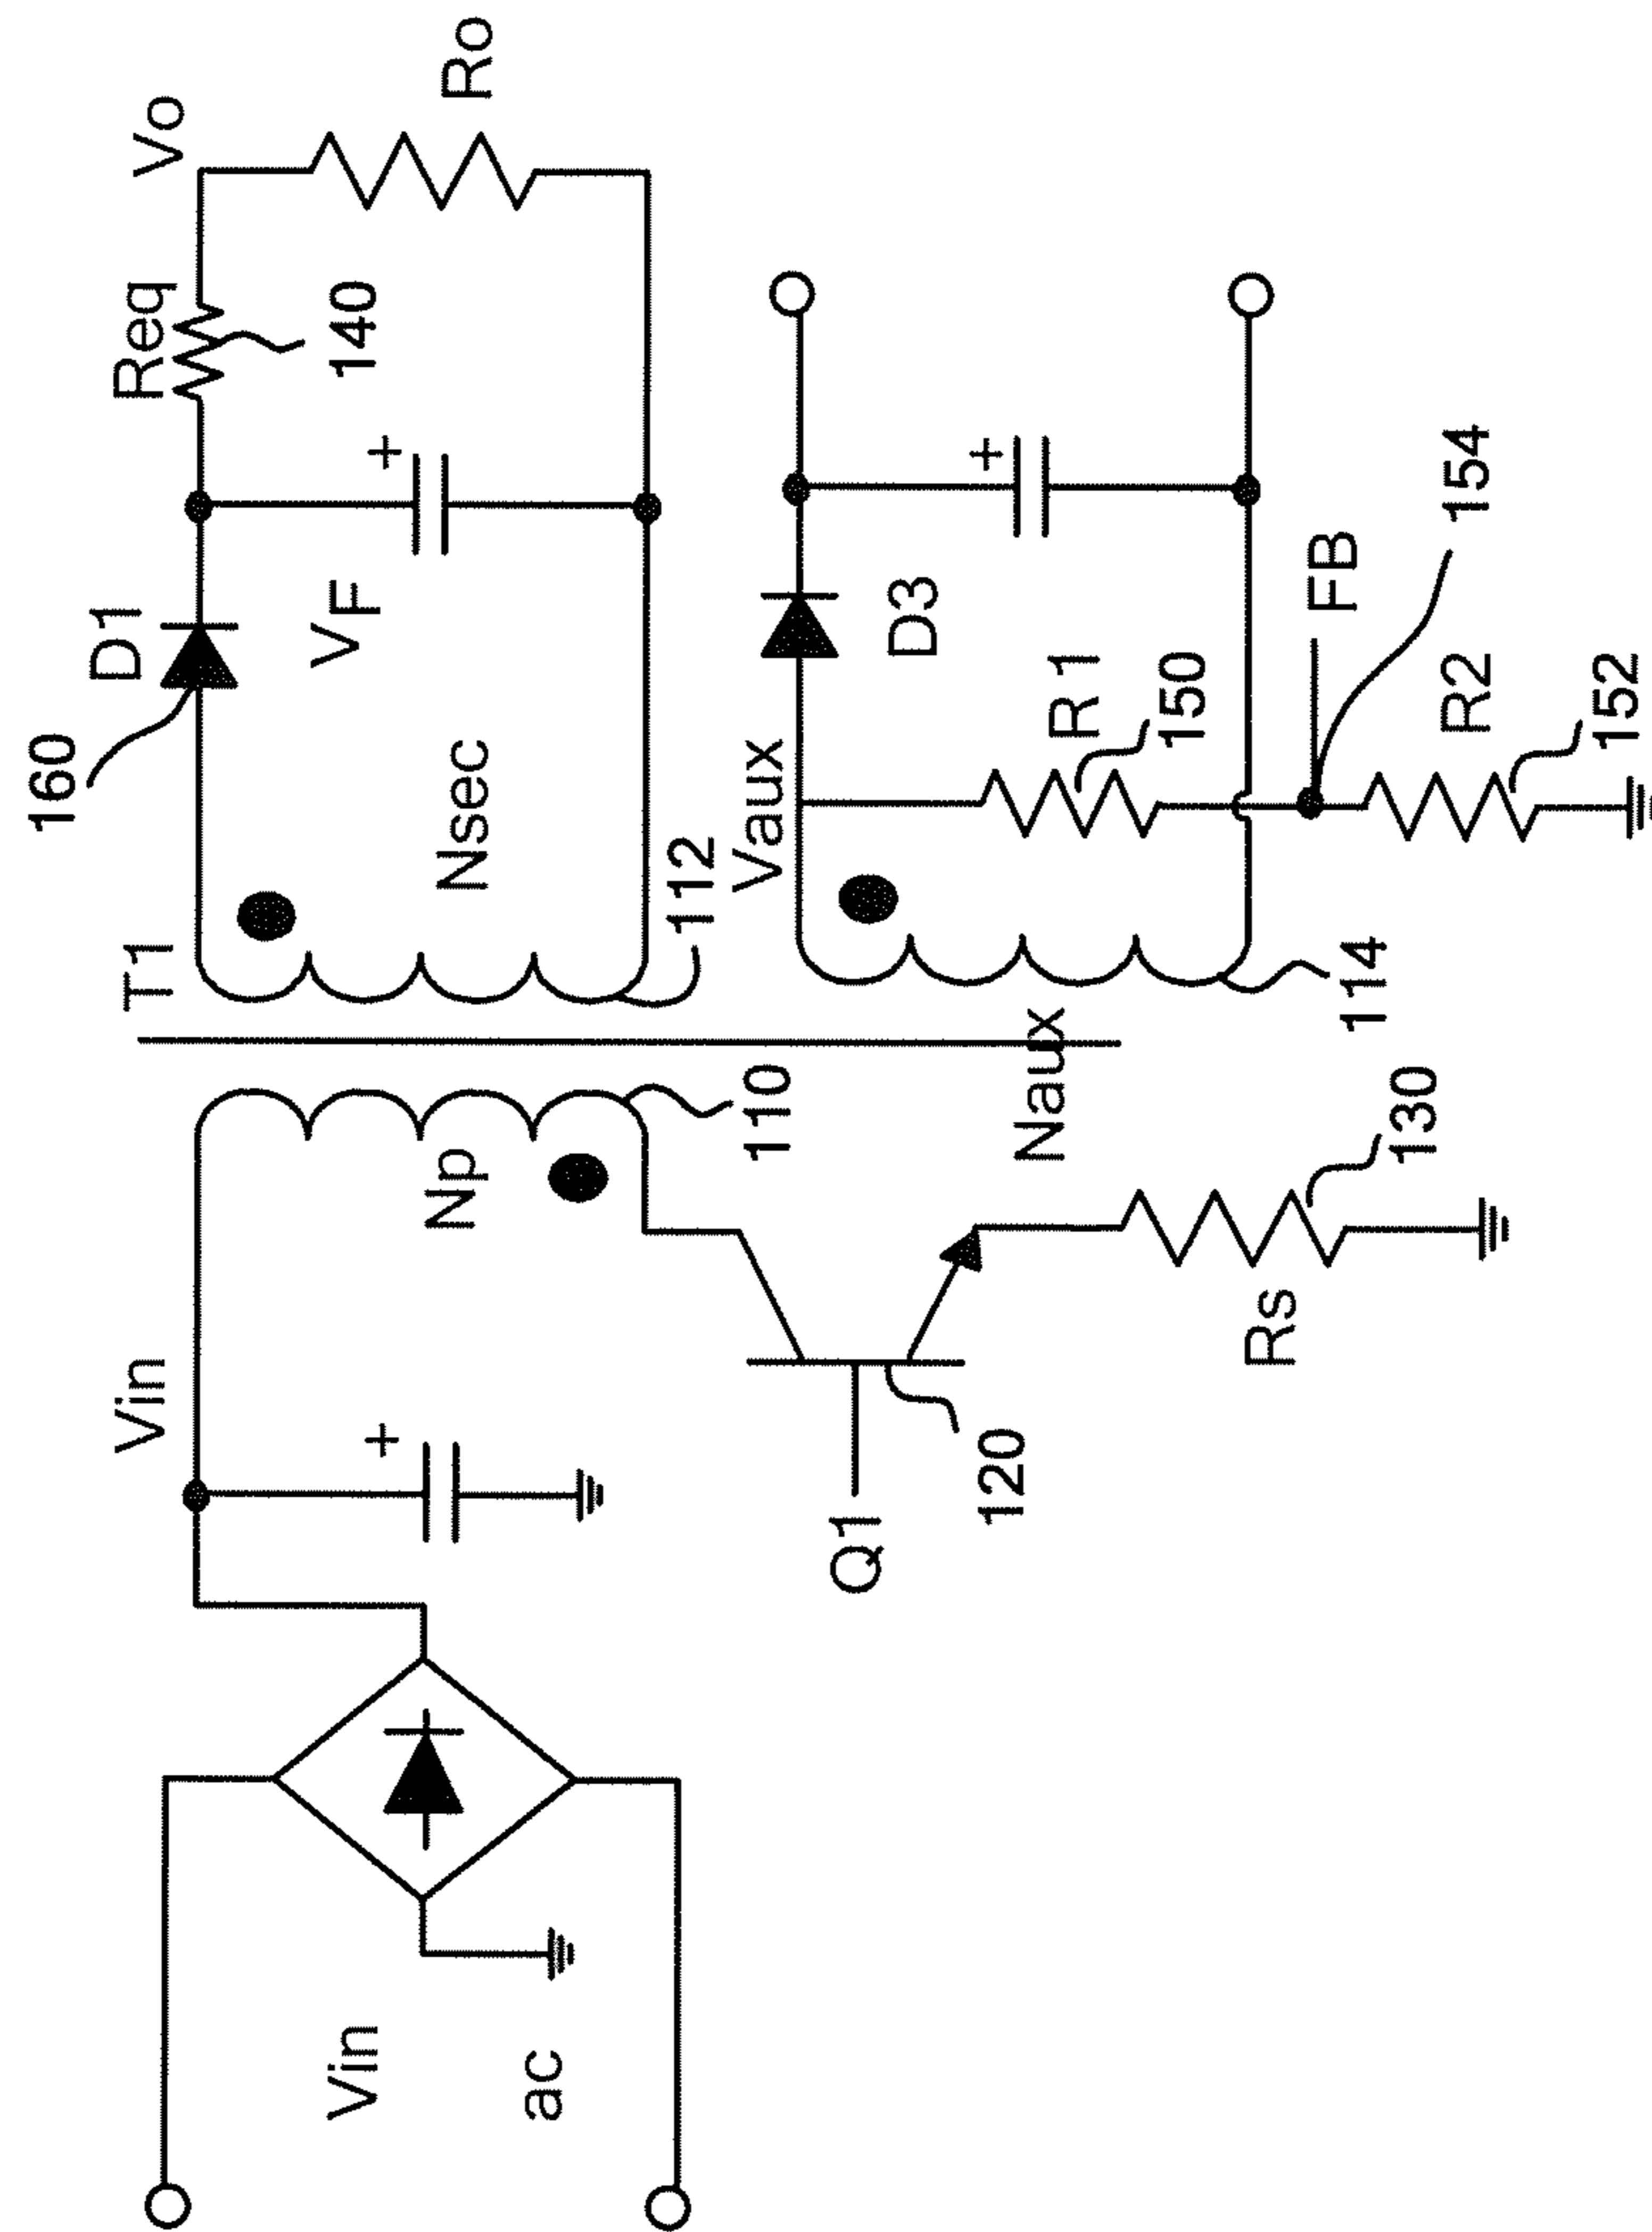 Vin
ac
Vin
+
Q1
120
Rs
130
Np
110
Naux
T1
Nsec
112
160
D1
VF
+
Req
140
Vo
Ro
Vaux
114
D3
R1
150
+
FB
154
R2
152